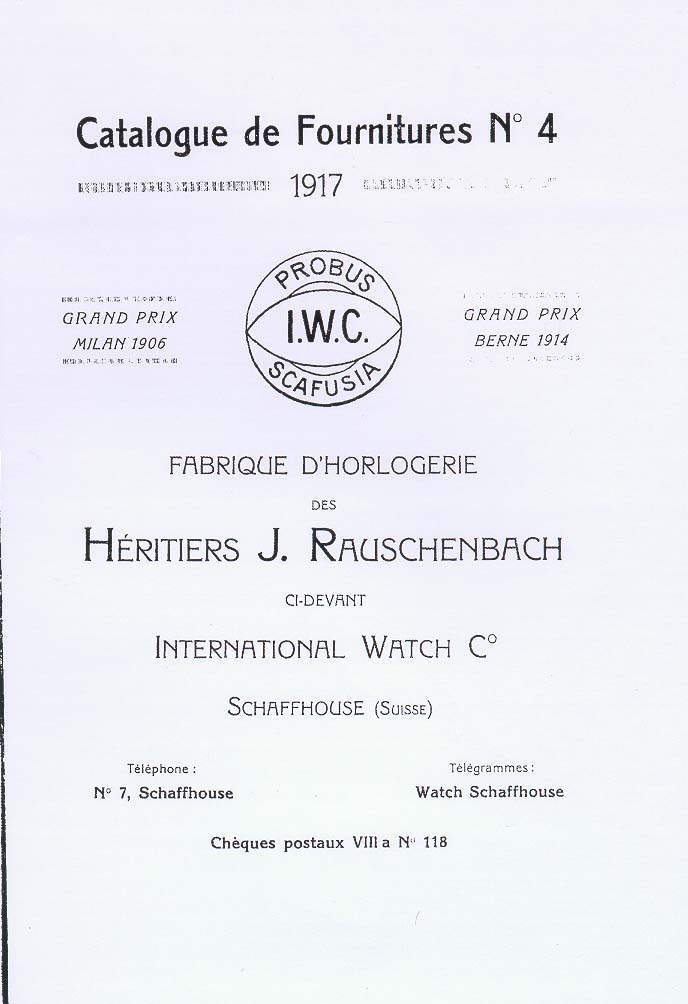 Catalogue de Fournitures N° 4
1917
GRAND PRIX
MILAN 1906
PROBUS
I.W.C.
SCAFUSIA
GRAND PRIX
BERNE 1914
FABRIQUE D'HORLOGERIE
DES
HÉRITIERS J. RAUSCHENBACH
CI-DEVANT
INTERNATIONAL WATCH C°
SCHAFFHOUSE (SUISSE)
Téléphone :
N° 7, Schaffhouse
Télégrammes :
Watch Schaffhouse
Chèques postaux VIII a N° 118